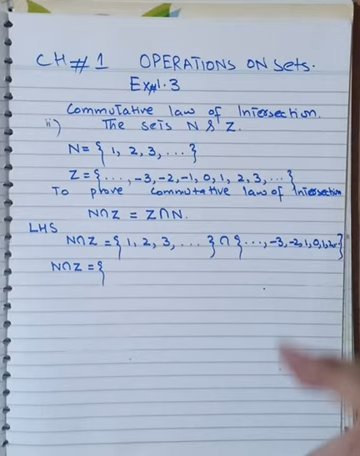 CH # 1 OPERATIONS ON Sets.
Ex# 1.3
Commutative law of Intersection.
ii) The sets N & Z.
N = { 1, 2, 3, ... }
Z = { ..., -3, -2, -1, 0, 1, 2, 3, ... }
To prove commutative law of Intersection
N∩Z = Z∩N.
LHS
N∩Z = { 1, 2, 3, ... } ∩ { ..., -3, -2, 1, 0, 1, 2, }
N∩Z = {